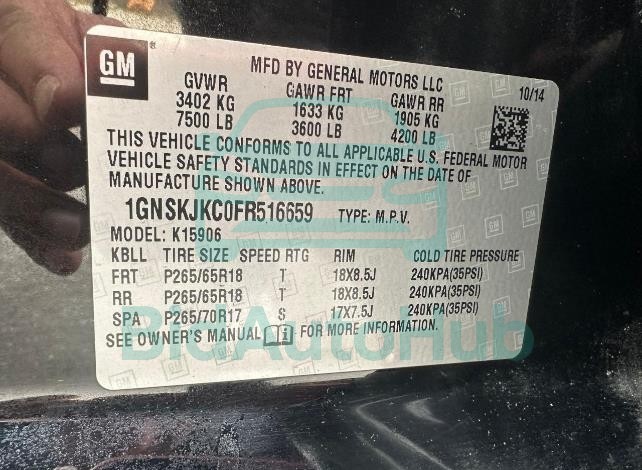 GM
MFD BY GENERAL MOTORS LLC
GVWR GAWR FRT GAWR RR 10/14
3402 KG 1633 KG 1905 KG
7500 LB 3600 LB 4200 LB
THIS VEHICLE CONFORMS TO ALL APPLICABLE U.S. FEDERAL MOTOR
VEHICLE SAFETY STANDARDS IN EFFECT ON THE DATE OF
MANUFACTURE SHOWN ABOVE.
1GNSKJKC0FR516659 TYPE: M.P.V.
MODEL: K15906
KBLL TIRE SIZE SPEED RTG RIM COLD TIRE PRESSURE
FRT P265/65R18 T 18X8.5J 240KPA(35PSI)
RR P265/65R18 T 18X8.5J 240KPA(35PSI)
SPA P265/70R17 S 17X7.5J 240KPA(35PSI)
SEE OWNER'S MANUAL FOR MORE INFORMATION.
BidAutoHub